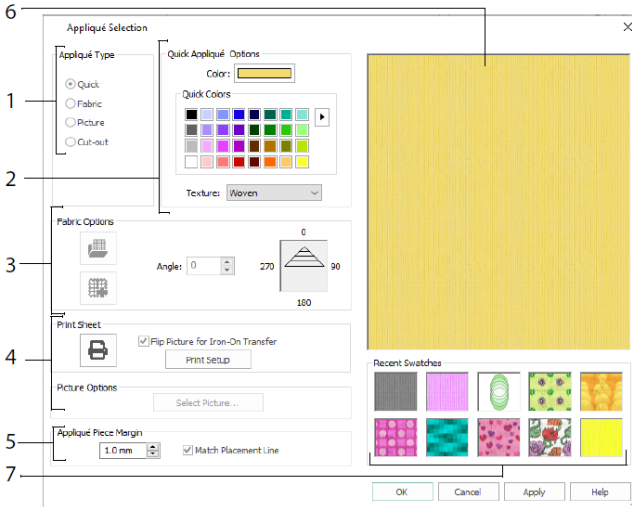 6
Appliqué Selection
Appliqué Type
Quick
Fabric
Picture
Cut-out
1
Quick Appliqué Options
Color:
Quick Colors
Texture: Woven
2
Fabric Options
Angle: 0
0
270
90
180
3
Print Sheet
Flip Picture for Iron-On Transfer
Print Setup
4
Picture Options
Select Picture...
Appliqué Piece Margin
1.0 mm
Match Placement Line
5
Recent Swatches
7
OK Cancel Apply Help